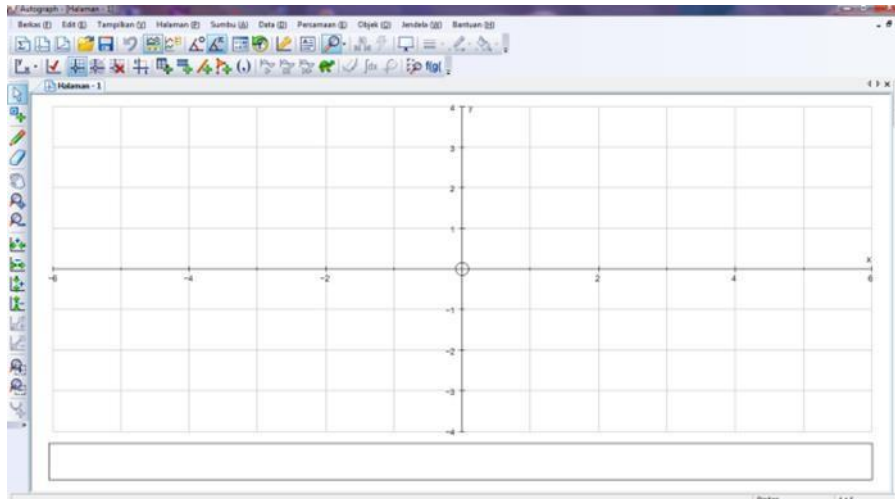 Autograph - [Halaman - 1]
Berkas (F) Edit (E) Tampilkan (V) Halaman (P) Sumbu (A) Data (D) Persamaan (E) Objek (O) Jendela (W) Bantuan (H)
f(g(
Halaman - 1
4 y
3
2
1
x
-6 -4 -2 2 4 6
-1
-2
-3
-4